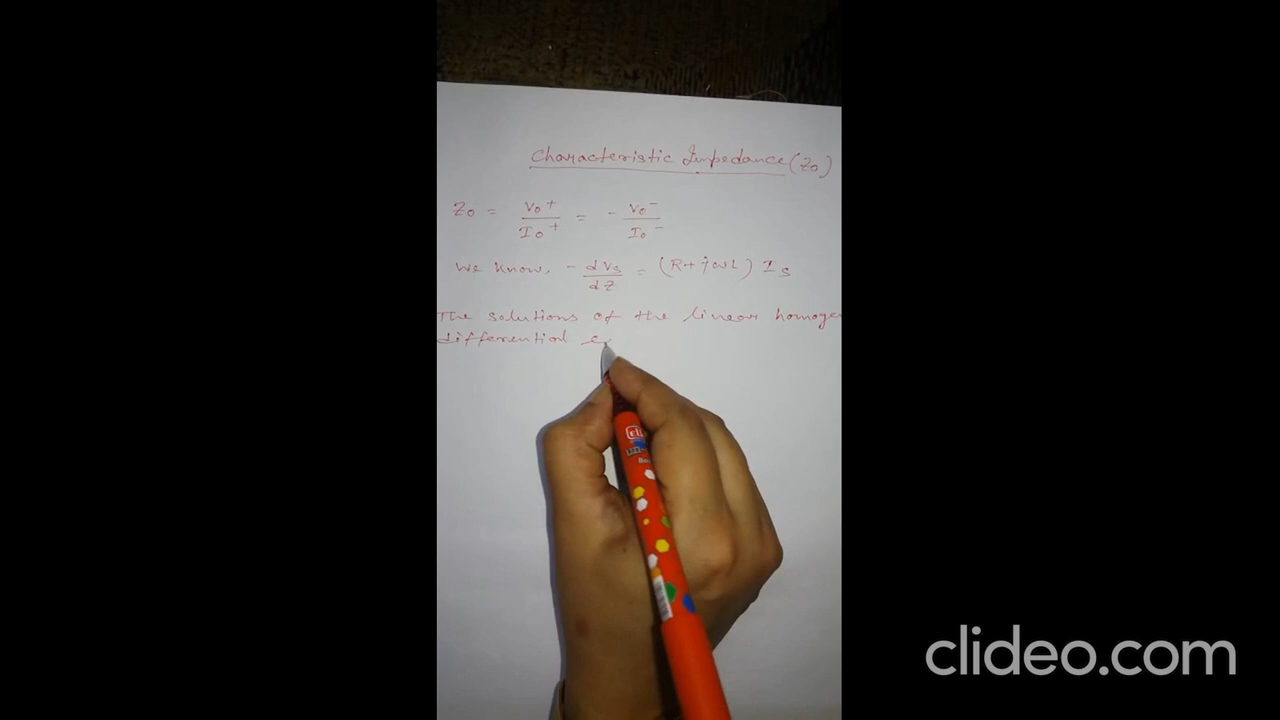 Characteristic Impedance (Z0)
Z0 = V0+ / I0+ = - V0- / I0-
We know, - dVs / dz = (R + jωL) Is
The solutions of the linear homoge
differential e
clideo.com